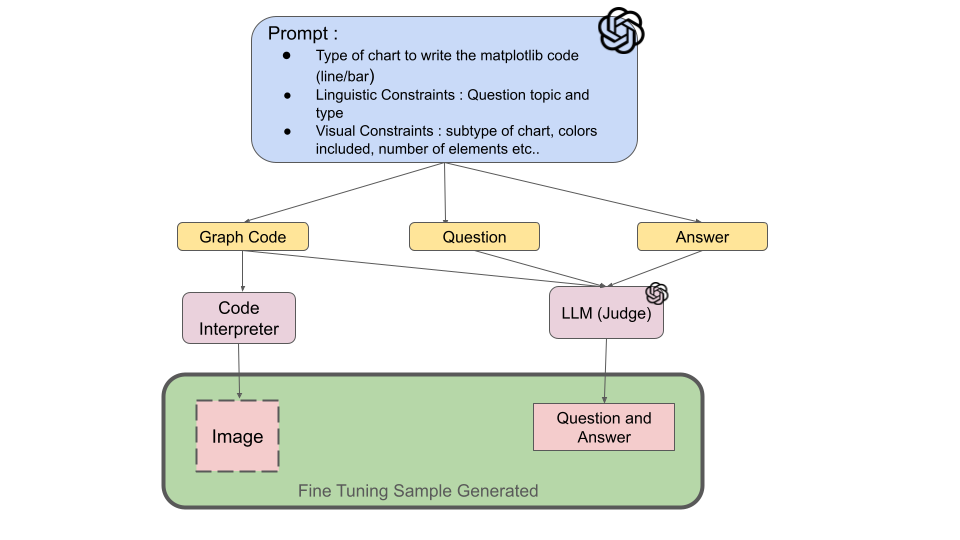 Prompt :
● Type of chart to write the matplotlib code
(line/bar)
● Linguistic Constraints : Question topic and
type
● Visual Constraints : subtype of chart, colors
included, number of elements etc..
Graph Code
Question
Answer
Code
Interpreter
LLM (Judge)
Image
Question and
Answer
Fine Tuning Sample Generated